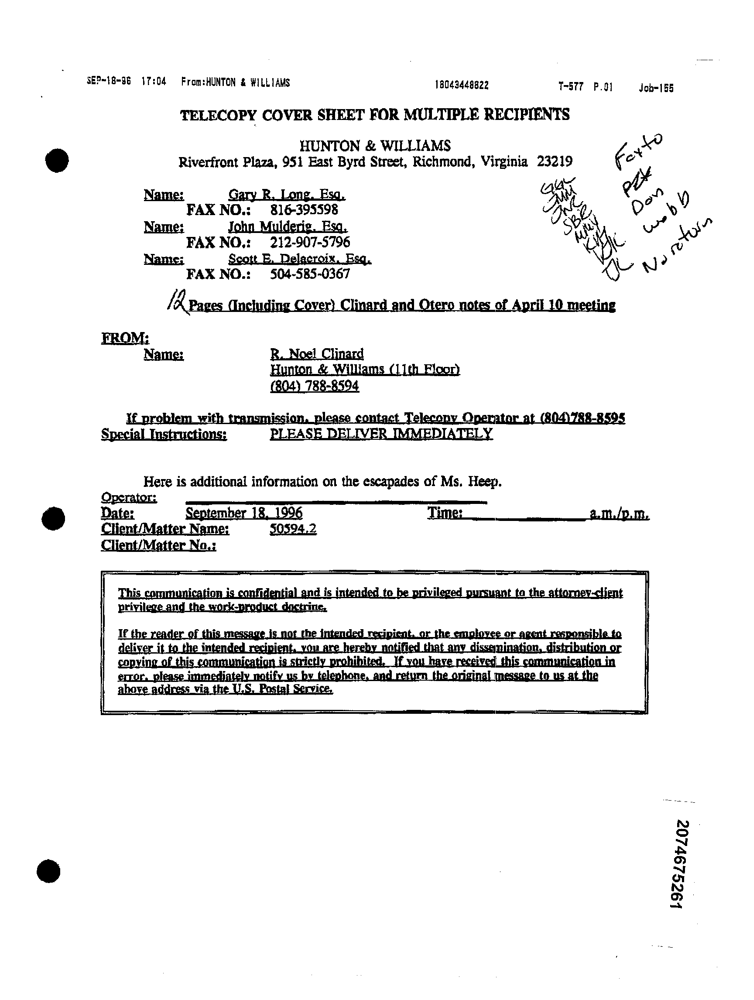 SEP-18-96 17:04 From:HUNTON & WILLIAMS 18043448822 T-577 P.01 Job-155
TELECOPY COVER SHEET FOR MULTIPLE RECIPIENTS
HUNTON & WILLIAMS
Riverfront Plaza, 951 East Byrd Street, Richmond, Virginia 23219
Fax to
Don
Webb
No return
SBR
Name: Gary R. Long, Esq.
FAX NO.: 816-395598
Name: John Mulderig, Esq.
FAX NO.: 212-907-5796
Name: Scott E. Delacroix, Esq.
FAX NO.: 504-585-0367
12 Pages (Including Cover) Clinard and Otero notes of April 10 meeting
FROM:
Name: R. Noel Clinard
Hunton & Williams (11th Floor)
(804) 788-8594
If problem with transmission, please contact Telecopy Operator at (804)788-8595
Special Instructions: PLEASE DELIVER IMMEDIATELY
Here is additional information on the escapades of Ms. Heep.
Operator:
Date: September 18, 1996 Time: a.m./p.m.
Client/Matter Name: 50594.2
Client/Matter No.:
This communication is confidential and is intended to be privileged pursuant to the attorney-client
privilege and the work-product doctrine.
If the reader of this message is not the intended recipient, or the employee or agent responsible to
deliver it to the intended recipient, you are hereby notified that any dissemination, distribution or
copying of this communication is strictly prohibited. If you have received this communication in
error, please immediately notify us by telephone, and return the original message to us at the
above address via the U.S. Postal Service.
2074675261